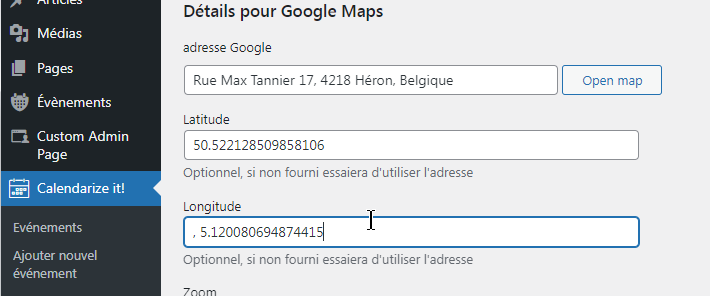 Articles
Médias
Pages
Évènements
Custom Admin
Page
Calendarize it!
Evénements
Ajouter nouvel
événement
Détails pour Google Maps
adresse Google
Rue Max Tannier 17, 4218 Héron, Belgique
Open map
Latitude
50.522128509858106
Optionnel, si non fourni essaiera d'utiliser l'adresse
Longitude
, 5.120080694874415
Optionnel, si non fourni essaiera d'utiliser l'adresse
Zoom